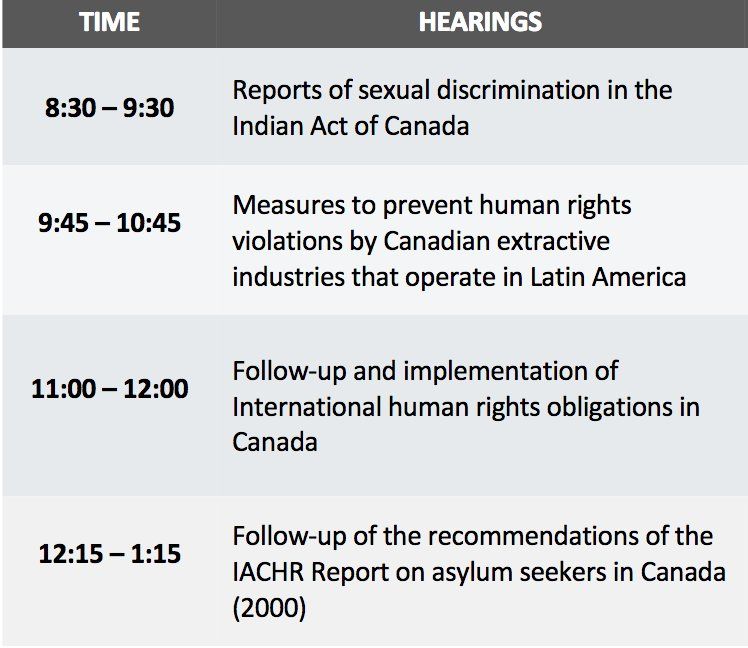 TIME HEARINGS
8:30 – 9:30
Reports of sexual discrimination in the
Indian Act of Canada
9:45 – 10:45
Measures to prevent human rights
violations by Canadian extractive
industries that operate in Latin America
11:00 – 12:00
Follow-up and implementation of
International human rights obligations in
Canada
12:15 – 1:15
Follow-up of the recommendations of the
IACHR Report on asylum seekers in Canada
(2000)